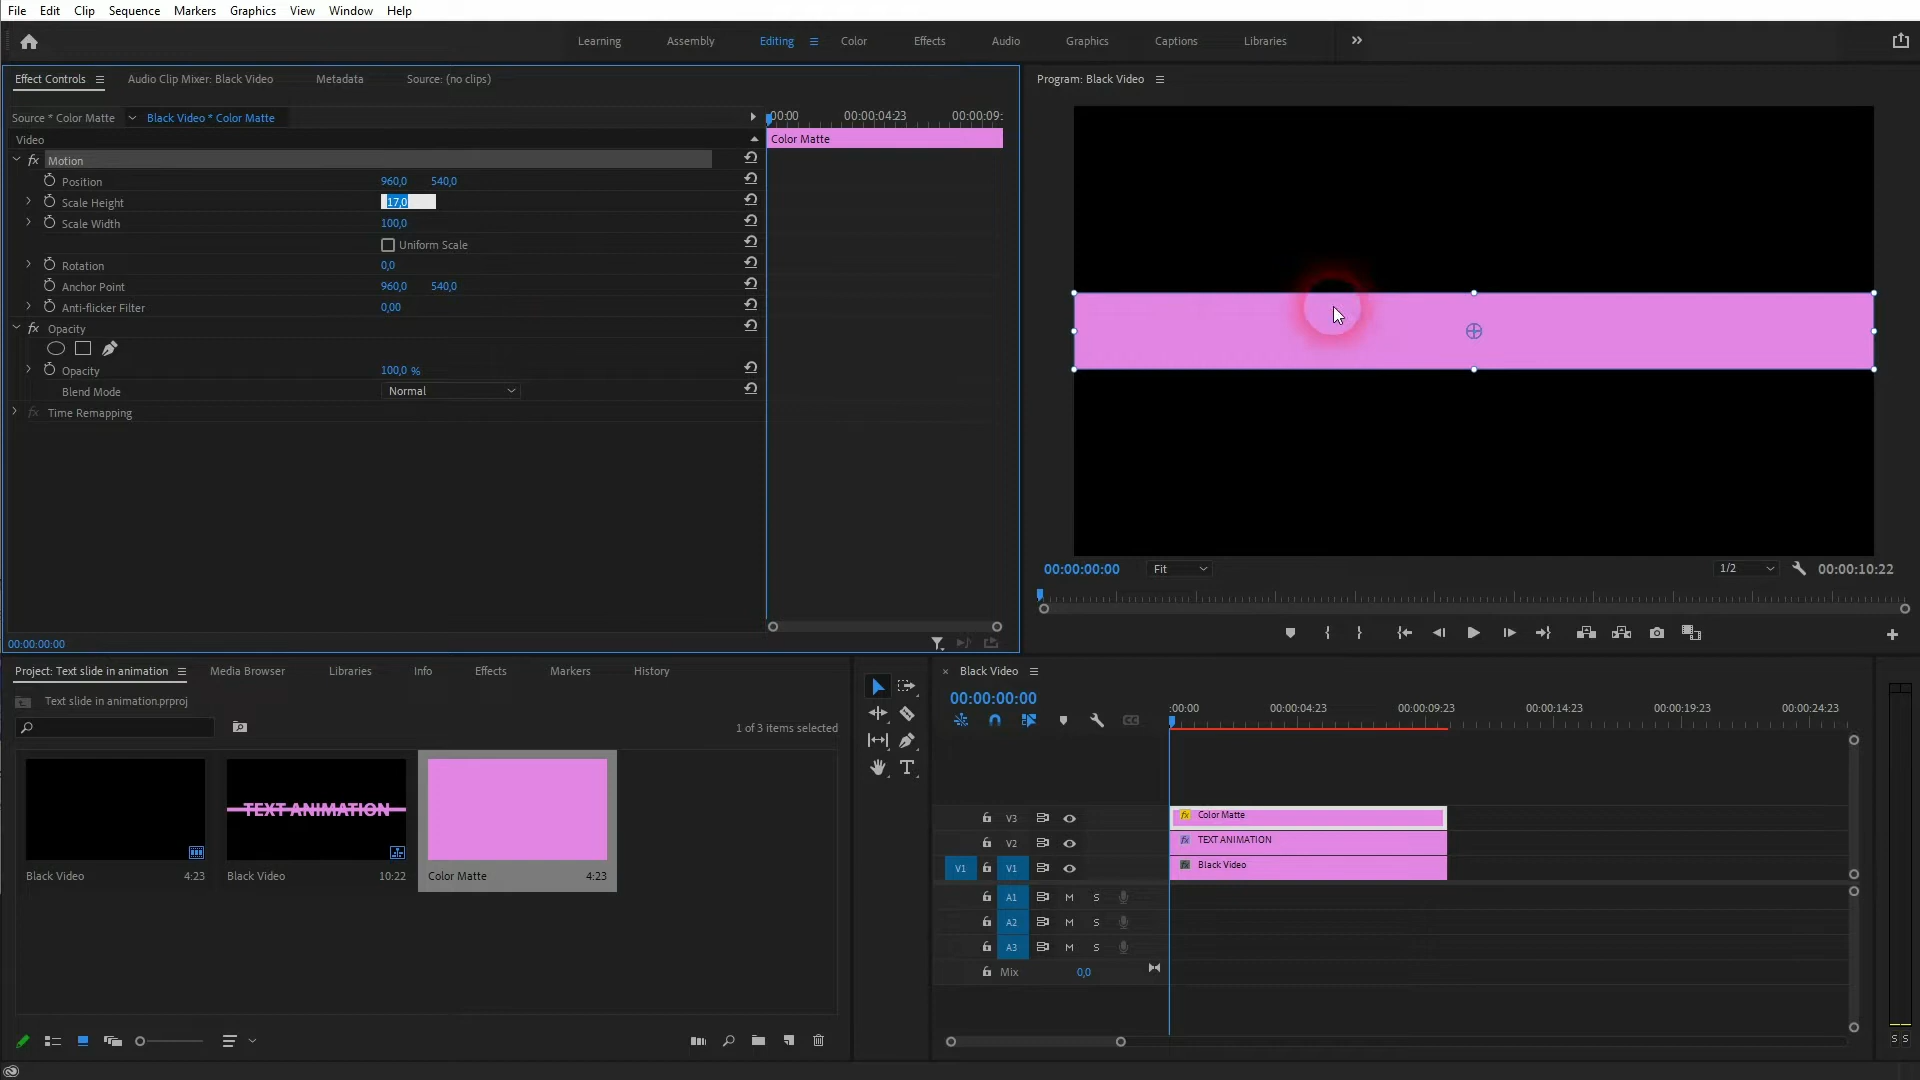 File Edit Clip Sequence Markers Graphics View Window Help
Learning Assembly Editing Color Effects Audio Graphics Captions Libraries
Effect Controls Audio Clip Mixer: Black Video Metadata Source: (no clips)
Source * Color Matte Black Video * Color Matte
:00:00 00:00:04:23 00:00:09:
Video
Color Matte
fx Motion
Position 960,0 540,0
Scale Height 17,0
Scale Width 100,0
Uniform Scale
Rotation 0,0
Anchor Point 960,0 540,0
Anti-flicker Filter 0,00
fx Opacity
Opacity 100,0 %
Blend Mode Normal
fx Time Remapping
00:00:00:00
Program: Black Video
00:00:00:00 Fit 1/2 00:00:10:22
Project: Text slide in animation Media Browser Libraries Info Effects Markers History
Text slide in animation.prproj
1 of 3 items selected
TEXT ANIMATION
Black Video 4:23 Black Video 10:22 Color Matte 4:23
T
× Black Video
00:00:00:00
:00:00 00:00:04:23 00:00:09:23 00:00:14:23 00:00:19:23 00:00:24:23
CC
V3 fx Color Matte
V2 fx TEXT ANIMATION
V1 V1 fx Black Video
A1 M S
A2 M S
A3 M S
Mix 0,0
S S